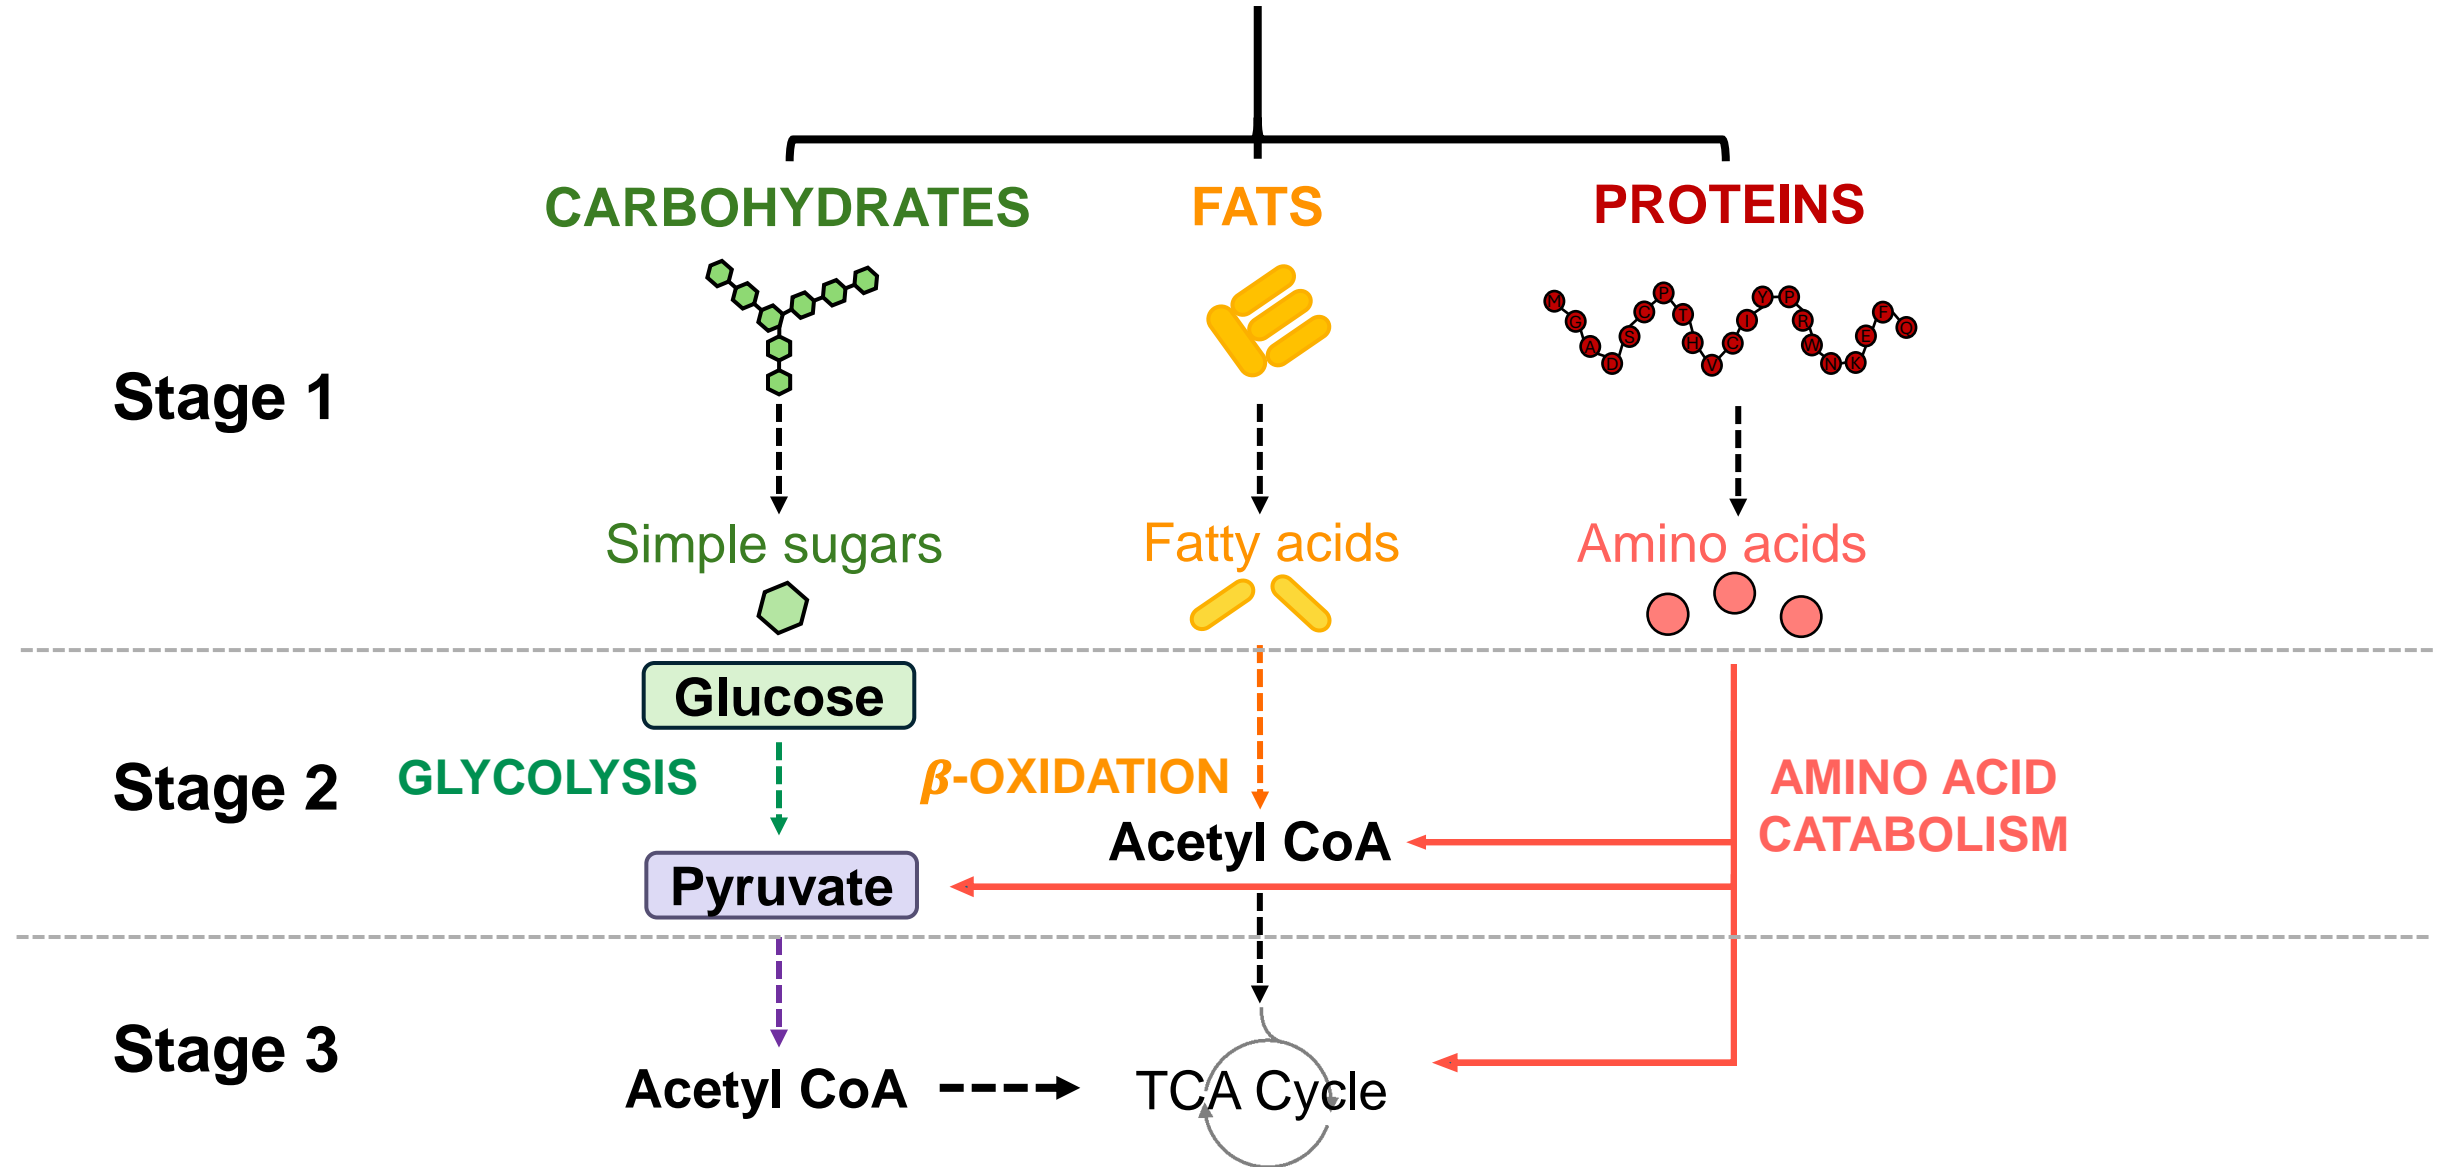 CARBOHYDRATES
FATS
PROTEINS
M G A D S C P T H V C I Y P R W N K E F Q
Stage 1
Simple sugars
Fatty acids
Amino acids
Glucose
Stage 2
GLYCOLYSIS
β-OXIDATION
AMINO ACID
CATABOLISM
Acetyl CoA
Pyruvate
Stage 3
Acetyl CoA
TCA Cycle